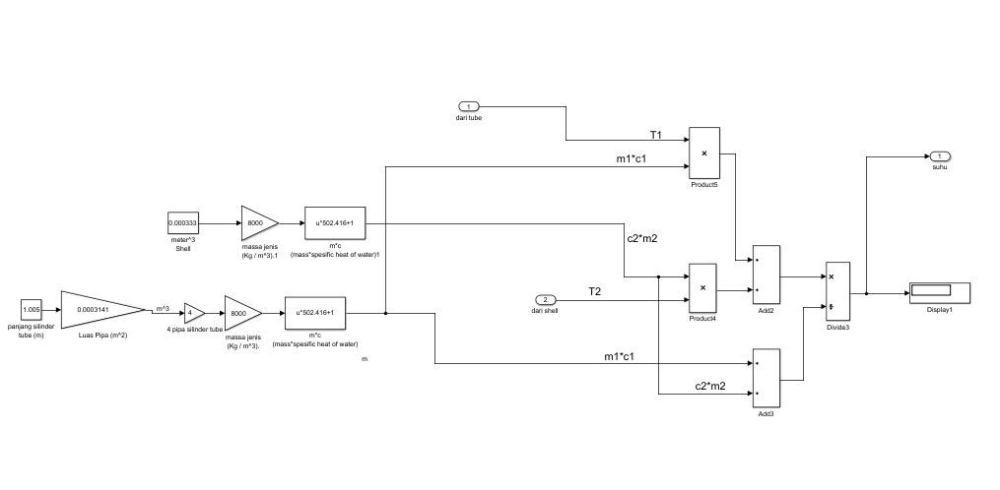 1
dari tube
T1
m1*c1
×
Product5
1
suhu
0.000333
meter^3
Shell
8000
massa jenis
(Kg / m^3).1
u*502.416+1
m*c
(mass*spesific heat of water)1
c2*m2
+
+
Add2
×
÷
Divide3
Display1
T2
2
dari shell
×
Product4
1.005
panjang silinder
tube (m)
0.0003141
Luas Pipa (m^2)
m^3
4
4 pipa silinder tube
8000
massa jenis
(Kg / m^3).
u*502.416+1
m*c
(mass*spesific heat of water)
m
m1*c1
c2*m2
+
+
Add3